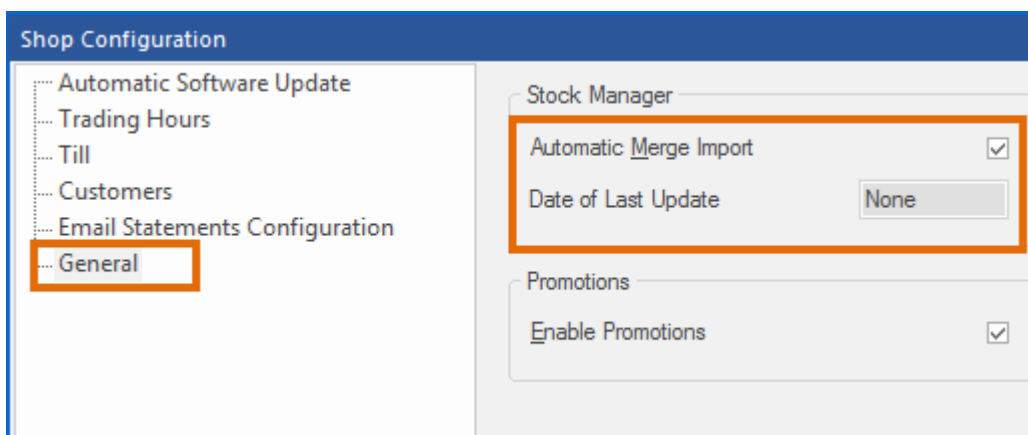 Shop Configuration
Automatic Software Update
Trading Hours
Till
Customers
Email Statements Configuration
General
Stock Manager
Automatic Merge Import
Date of Last Update None
Promotions
Enable Promotions